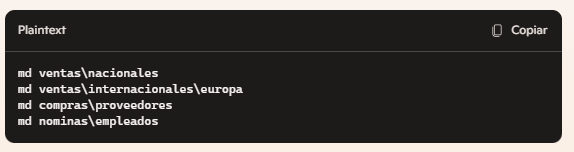 Plaintext
Copiar
md ventas\nacionales
md ventas\internacionales\europa
md compras\proveedores
md nominas\empleados